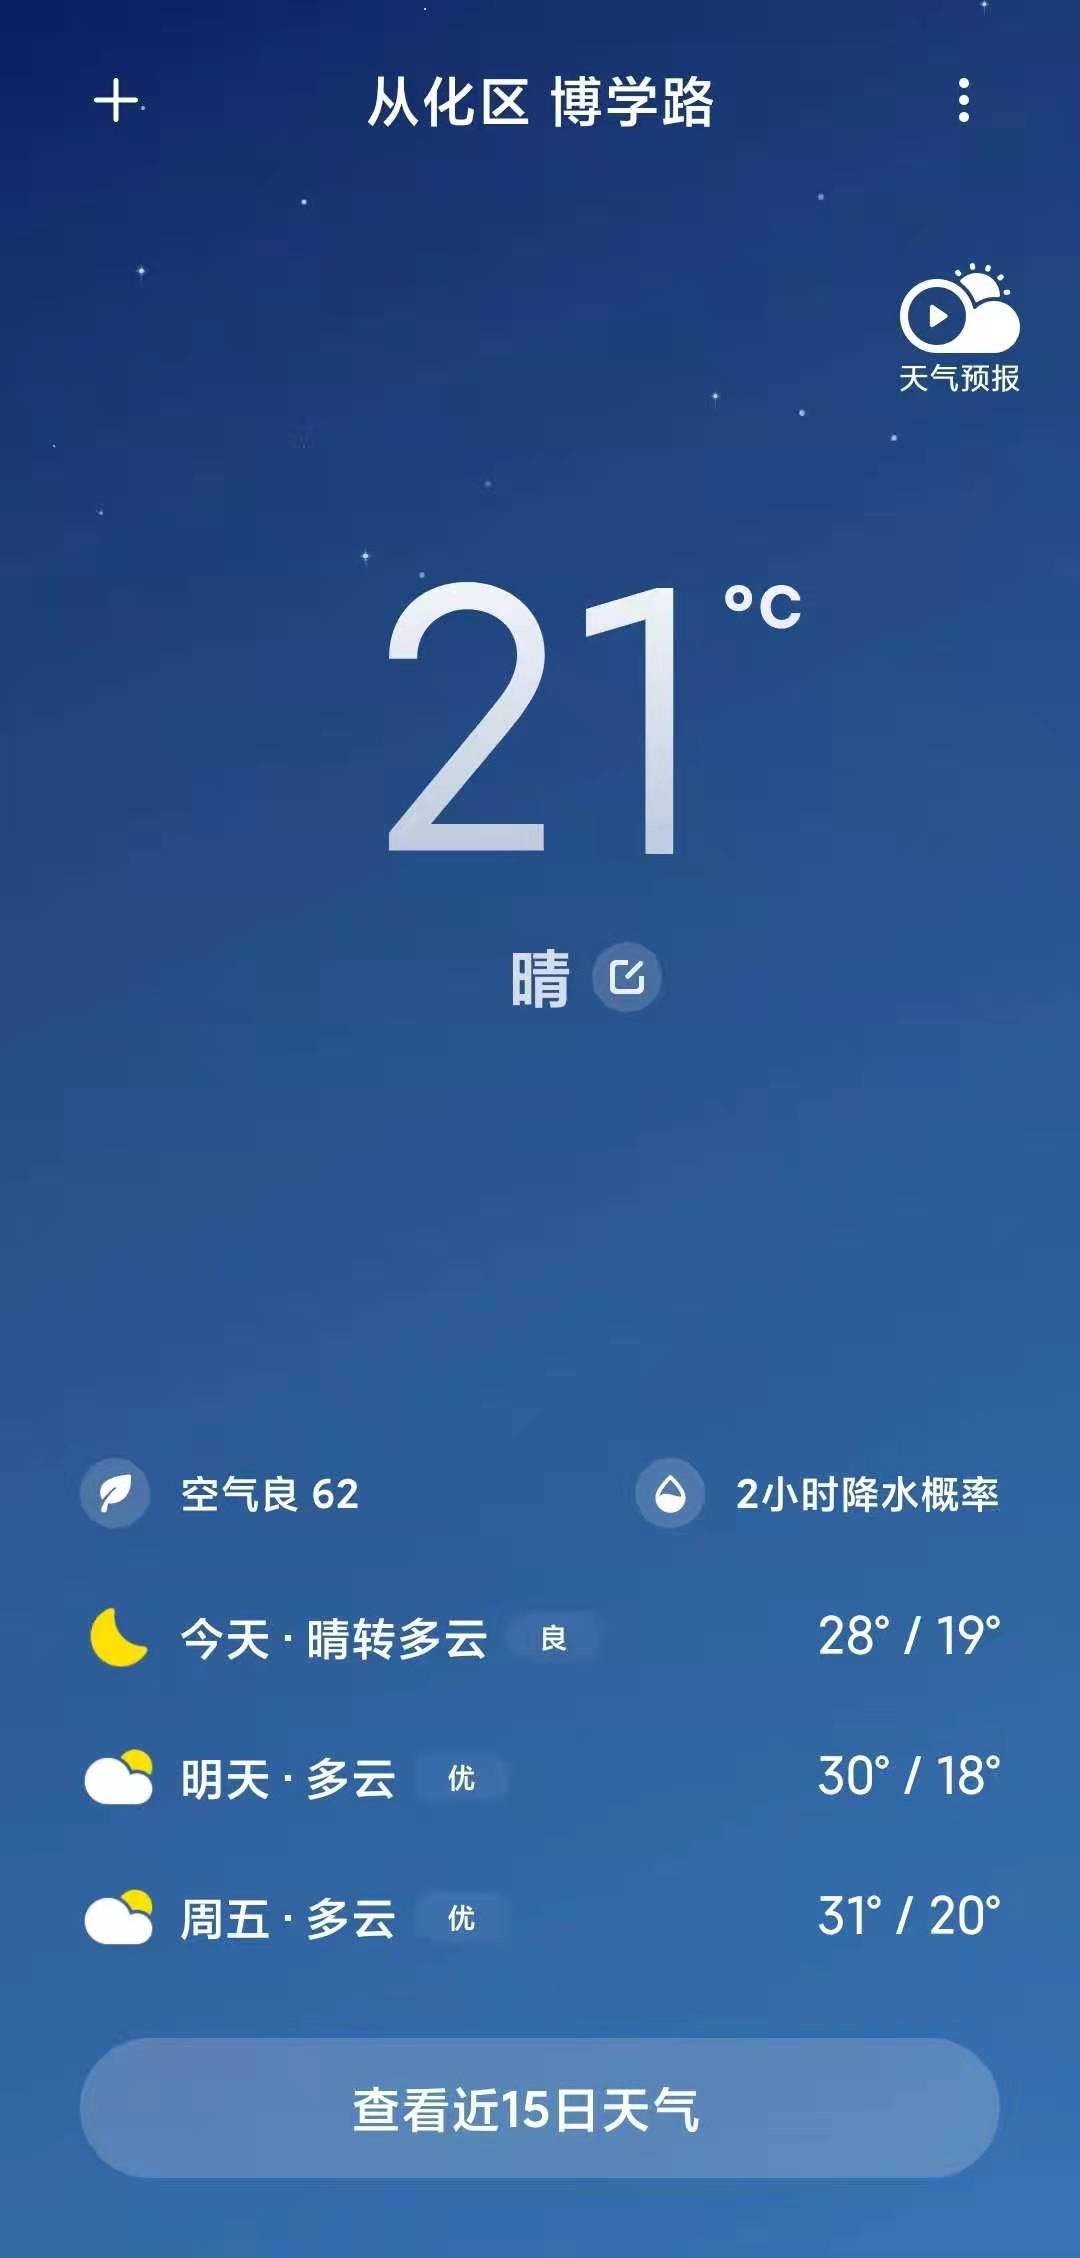 从化区 博学路
天气预报
21°C
晴
空气良 62
2小时降水概率
今天·晴转多云 良 28° / 19°
明天·多云 优 30° / 18°
周五·多云 优 31° / 20°
查看近15日天气